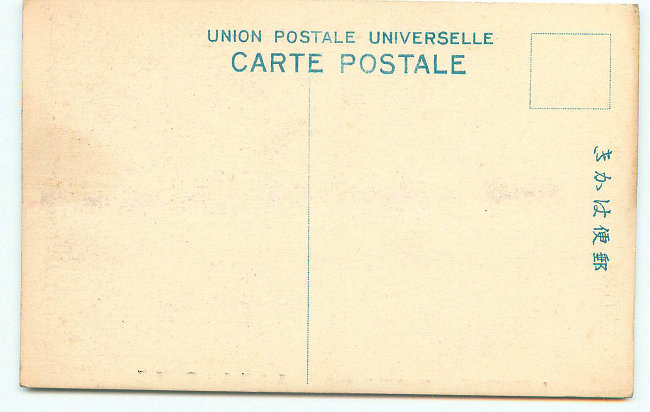 UNION POSTALE UNIVERSELLE
CARTE POSTALE
郵便はかき